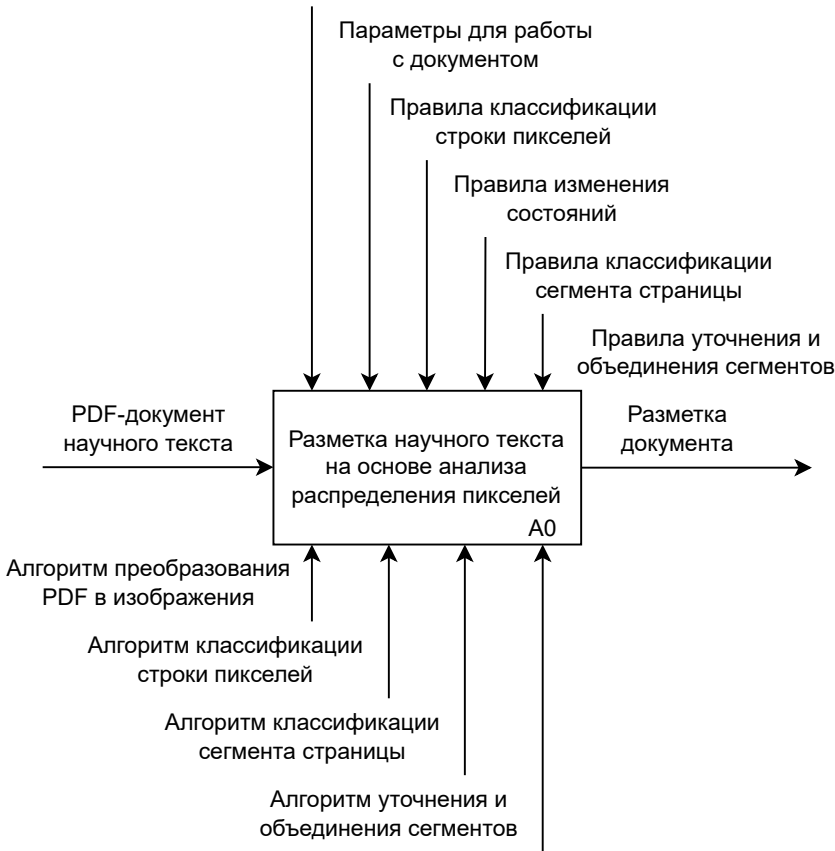 Параметры для работы
с документом
Правила классификации
строки пикселей
Правила изменения
состояний
Правила классификации
сегмента страницы
Правила уточнения и
объединения сегментов
PDF-документ
научного текста
Разметка научного текста
на основе анализа
распределения пикселей
A0
Разметка
документа
Алгоритм преобразования
PDF в изображения
Алгоритм классификации
строки пикселей
Алгоритм классификации
сегмента страницы
Алгоритм уточнения и
объединения сегментов